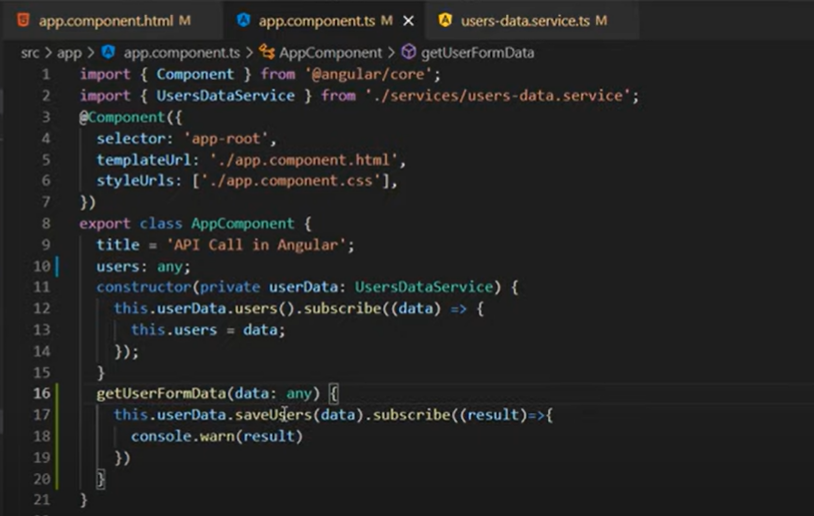 app.component.html M app.component.ts M × users-data.service.ts M
src > app > app.component.ts > AppComponent > getUserFormData
1 import { Component } from '@angular/core';
2 import { UsersDataService } from './services/users-data.service';
3 @Component({
4 selector: 'app-root',
5 templateUrl: './app.component.html',
6 styleUrls: ['./app.component.css'],
7 })
8 export class AppComponent {
9 title = 'API Call in Angular';
10 users: any;
11 constructor(private userData: UsersDataService) {
12 this.userData.users().subscribe((data) => {
13 this.users = data;
14 });
15 }
16 getUserFormData(data: any) {
17 this.userData.saveUsers(data).subscribe((result)=>{
18 console.warn(result)
19 })
20 }
21 }